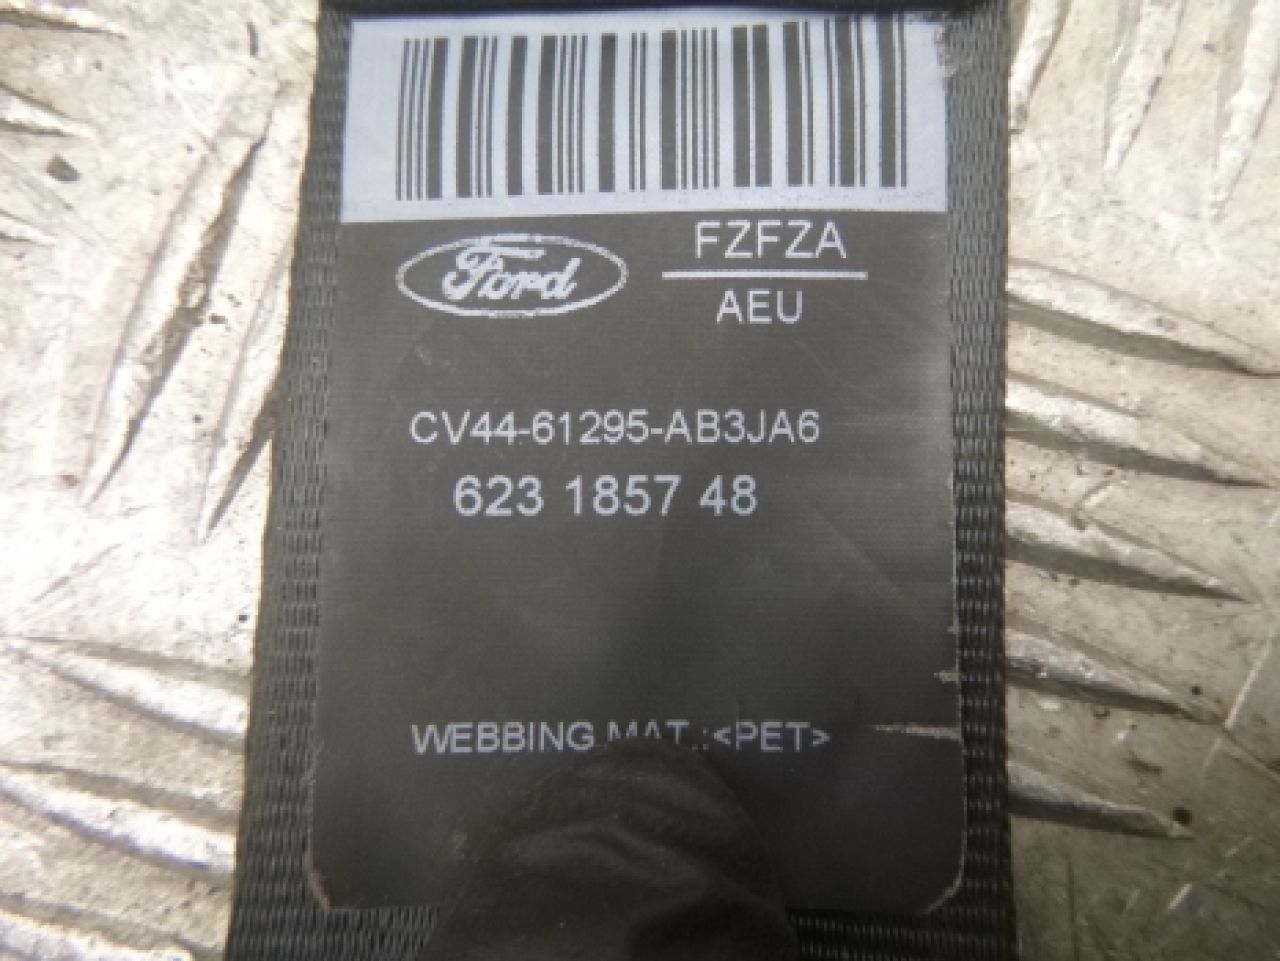 Ford
FZFZA
AEU
CV44-61295-AB3JA6
623 1857 48
WEBBING MAT.:<PET>